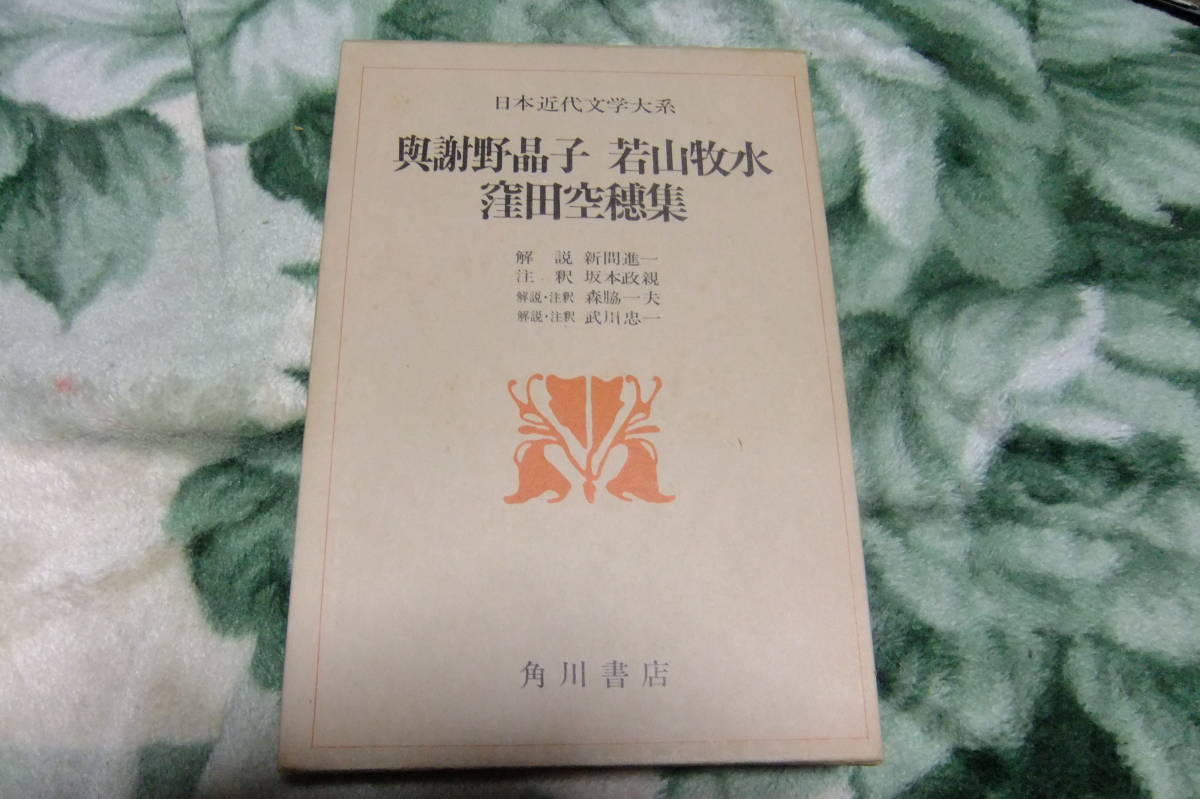 日本近代文学大系
與謝野晶子 若山牧水
窪田空穂集
解説 新間進一
注釈 坂本政親
解説・注釈 森脇一夫
解説・注釈 武川忠一
角川書店